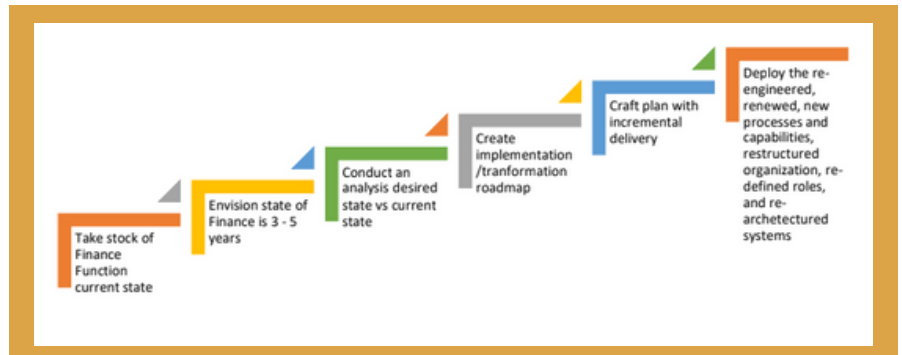 Take stock of
Finance
Function
current state
Envision state of
Finance is 3 - 5
years
Conduct an
analysis desired
state vs current
state
Create
implementation
/tranformation
roadmap
Craft plan with
incremental
delivery
Deploy the re-
engineered,
renewed, new
processes and
capabilities,
restructured
organization, re-
defined roles,
and re-
archetectured
systems